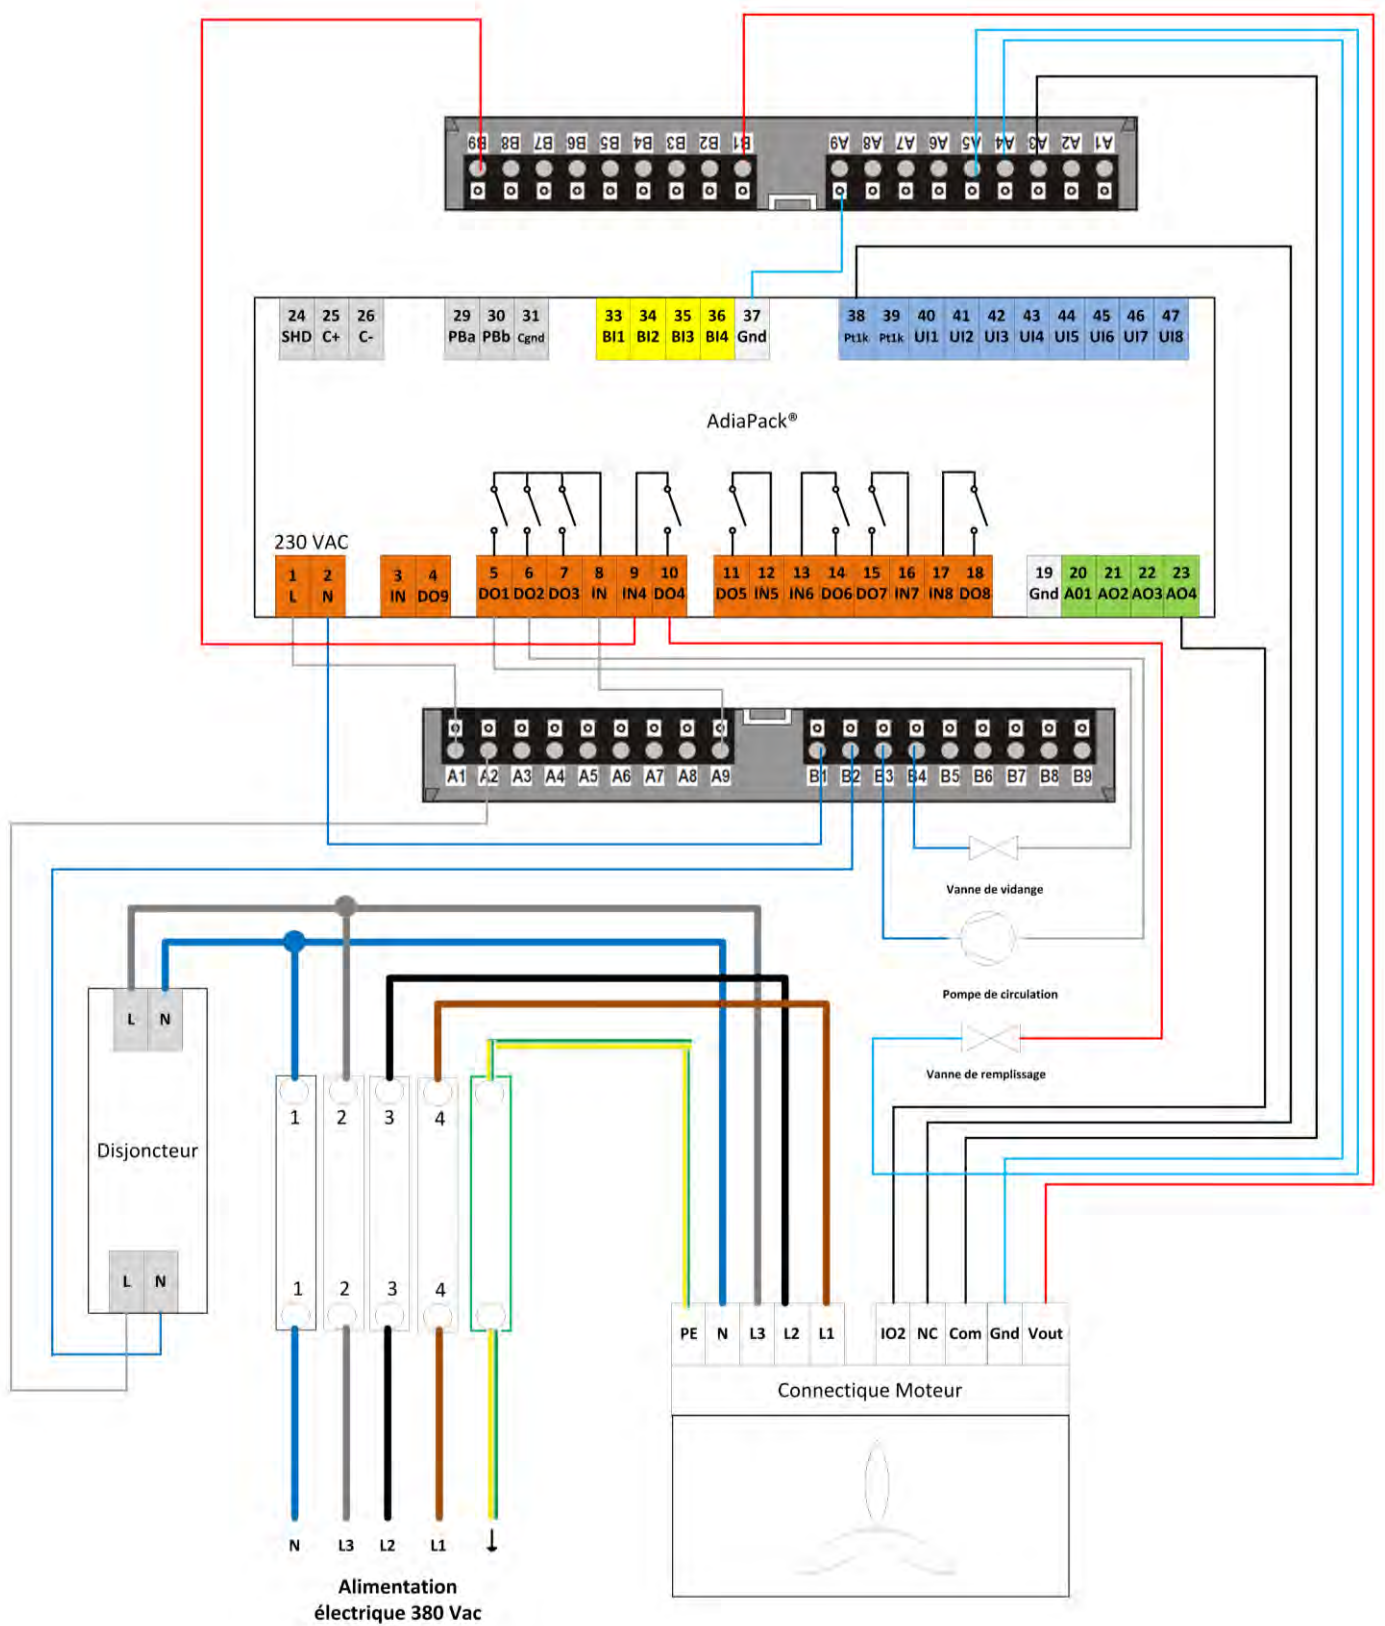 B9 B8 B7 B6 B5 B4 B3 B2 B1 A9 A8 A7 A6 A5 A4 A3 A2 A1
24 25 26 29 30 31 33 34 35 36 37 38 39 40 41 42 43 44 45 46 47
SHD C+ C- PBa PBb Cgnd BI1 BI2 BI3 BI4 Gnd Pt1k Pt1k UI1 UI2 UI3 UI4 UI5 UI6 UI7 UI8
AdiaPack®
230 VAC
1 2 3 4 5 6 7 8 9 10 11 12 13 14 15 16 17 18 19 20 21 22 23
L N IN DO9 DO1 DO2 DO3 IN IN4 DO4 DO5 IN5 IN6 DO6 DO7 IN7 IN8 DO8 Gnd A01 AO2 AO3 AO4
A1 A2 A3 A4 A5 A6 A7 A8 A9 B1 B2 B3 B4 B5 B6 B7 B8 B9
Vanne de vidange
Pompe de circulation
L N
Vanne de remplissage
1 2 3 4
Disjoncteur
L N
1 2 3 4
PE N L3 L2 L1 IO2 NC Com Gnd Vout
Connectique Moteur
N L3 L2 L1
Alimentation
électrique 380 Vac